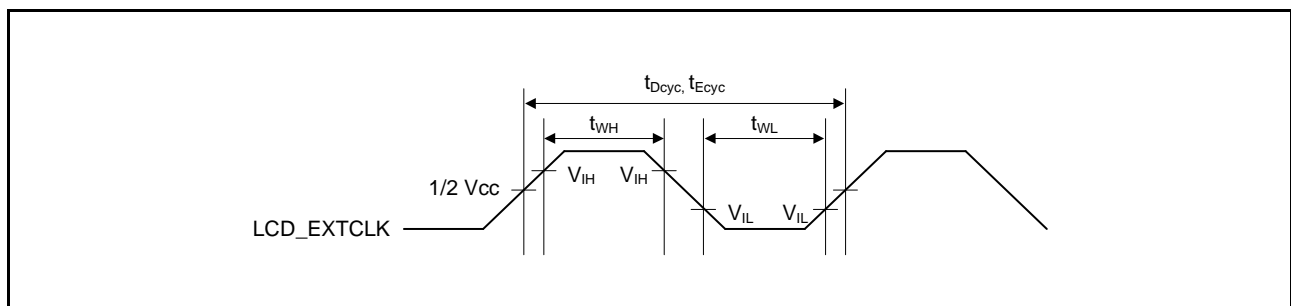 tDcyc, tEcyc
tWH
tWL
1/2 Vcc
VIH
VIH
VIL
VIL
LCD_EXTCLK